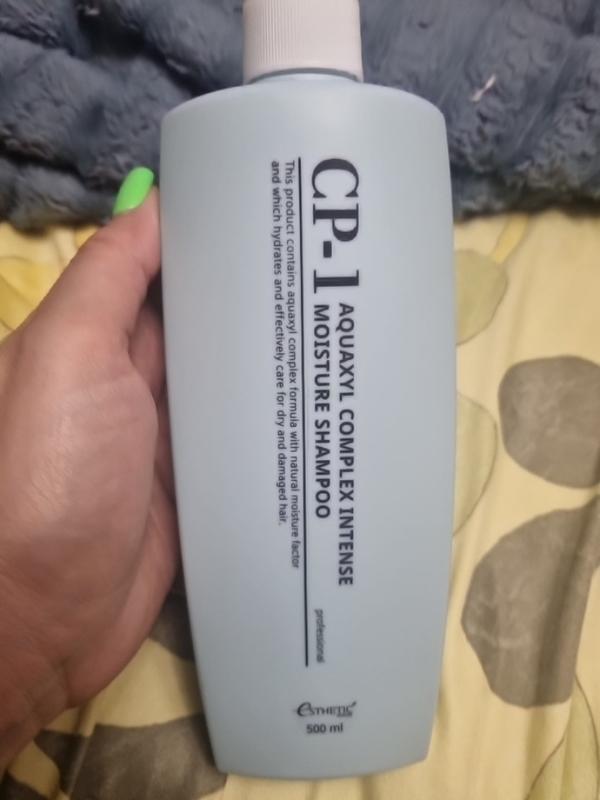 CP-1
AQUAXYL COMPLEX INTENSE
MOISTURE SHAMPOO
professional
This product contains aquaxyl complex formula with natural moisture factor
and which hydrates and effectively care for dry and damaged hair.
ESTHETIC
500 ml